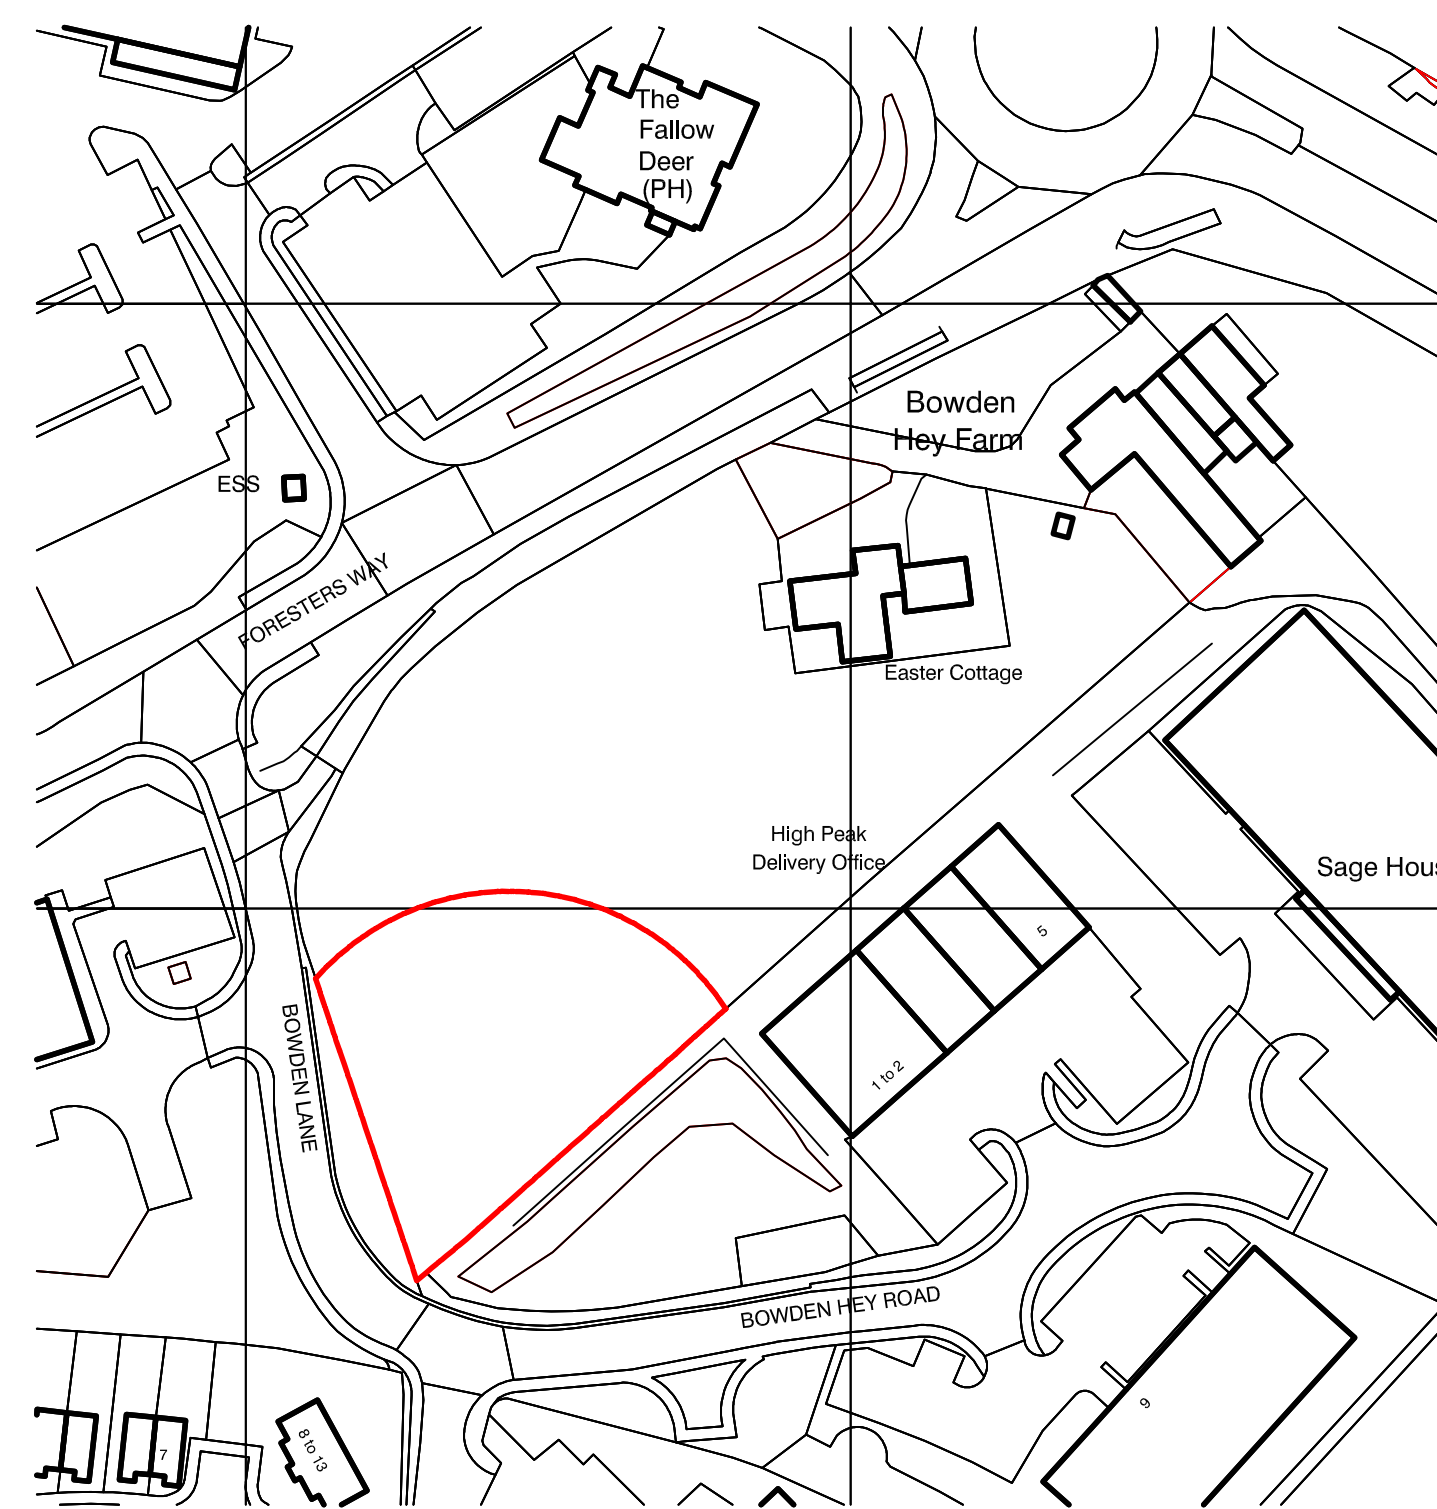 The
Fallow
Deer
(PH)
Bowden
Hey Farm
ESS
FORESTERS WAY
Easter Cottage
High Peak
Delivery Office
Sage Hous
5
BOWDEN LANE
1 to 2
BOWDEN HEY ROAD
9
7
8 to 13